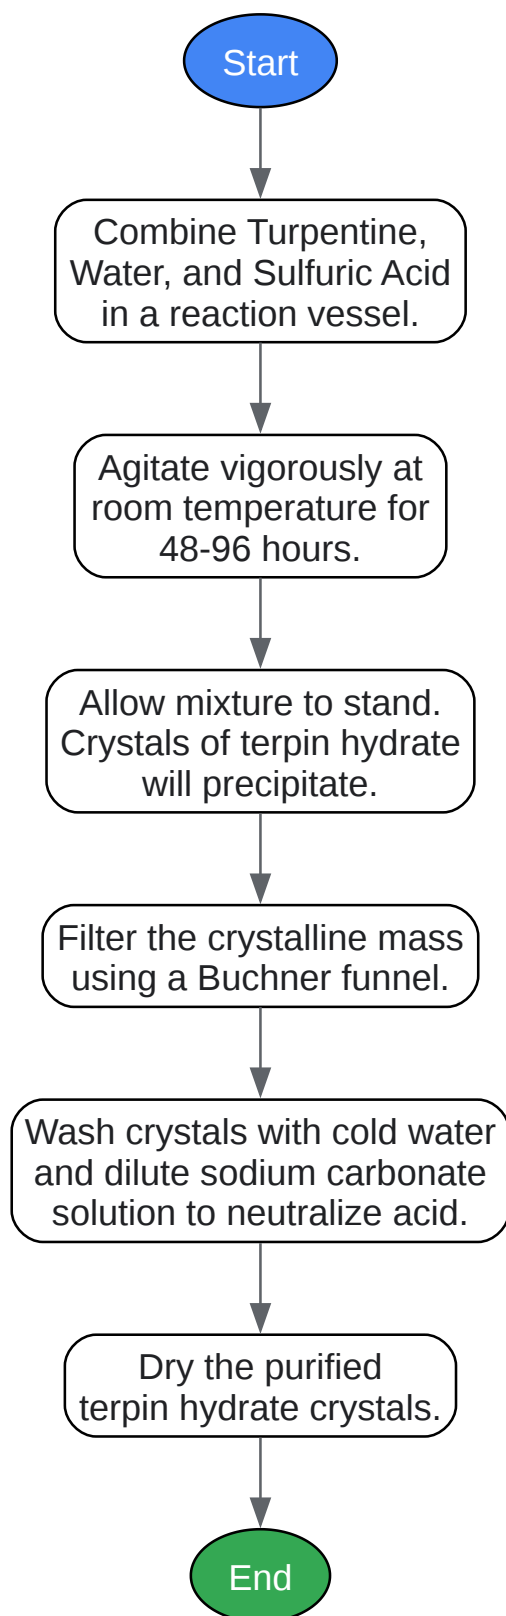 Start
Combine Turpentine,
Water, and Sulfuric Acid
in a reaction vessel.
Agitate vigorously at
room temperature for
48-96 hours.
Allow mixture to stand.
Crystals of terpin hydrate
will precipitate.
Filter the crystalline mass
using a Buchner funnel.
Wash crystals with cold water
and dilute sodium carbonate
solution to neutralize acid.
Dry the purified
terpin hydrate crystals.
End